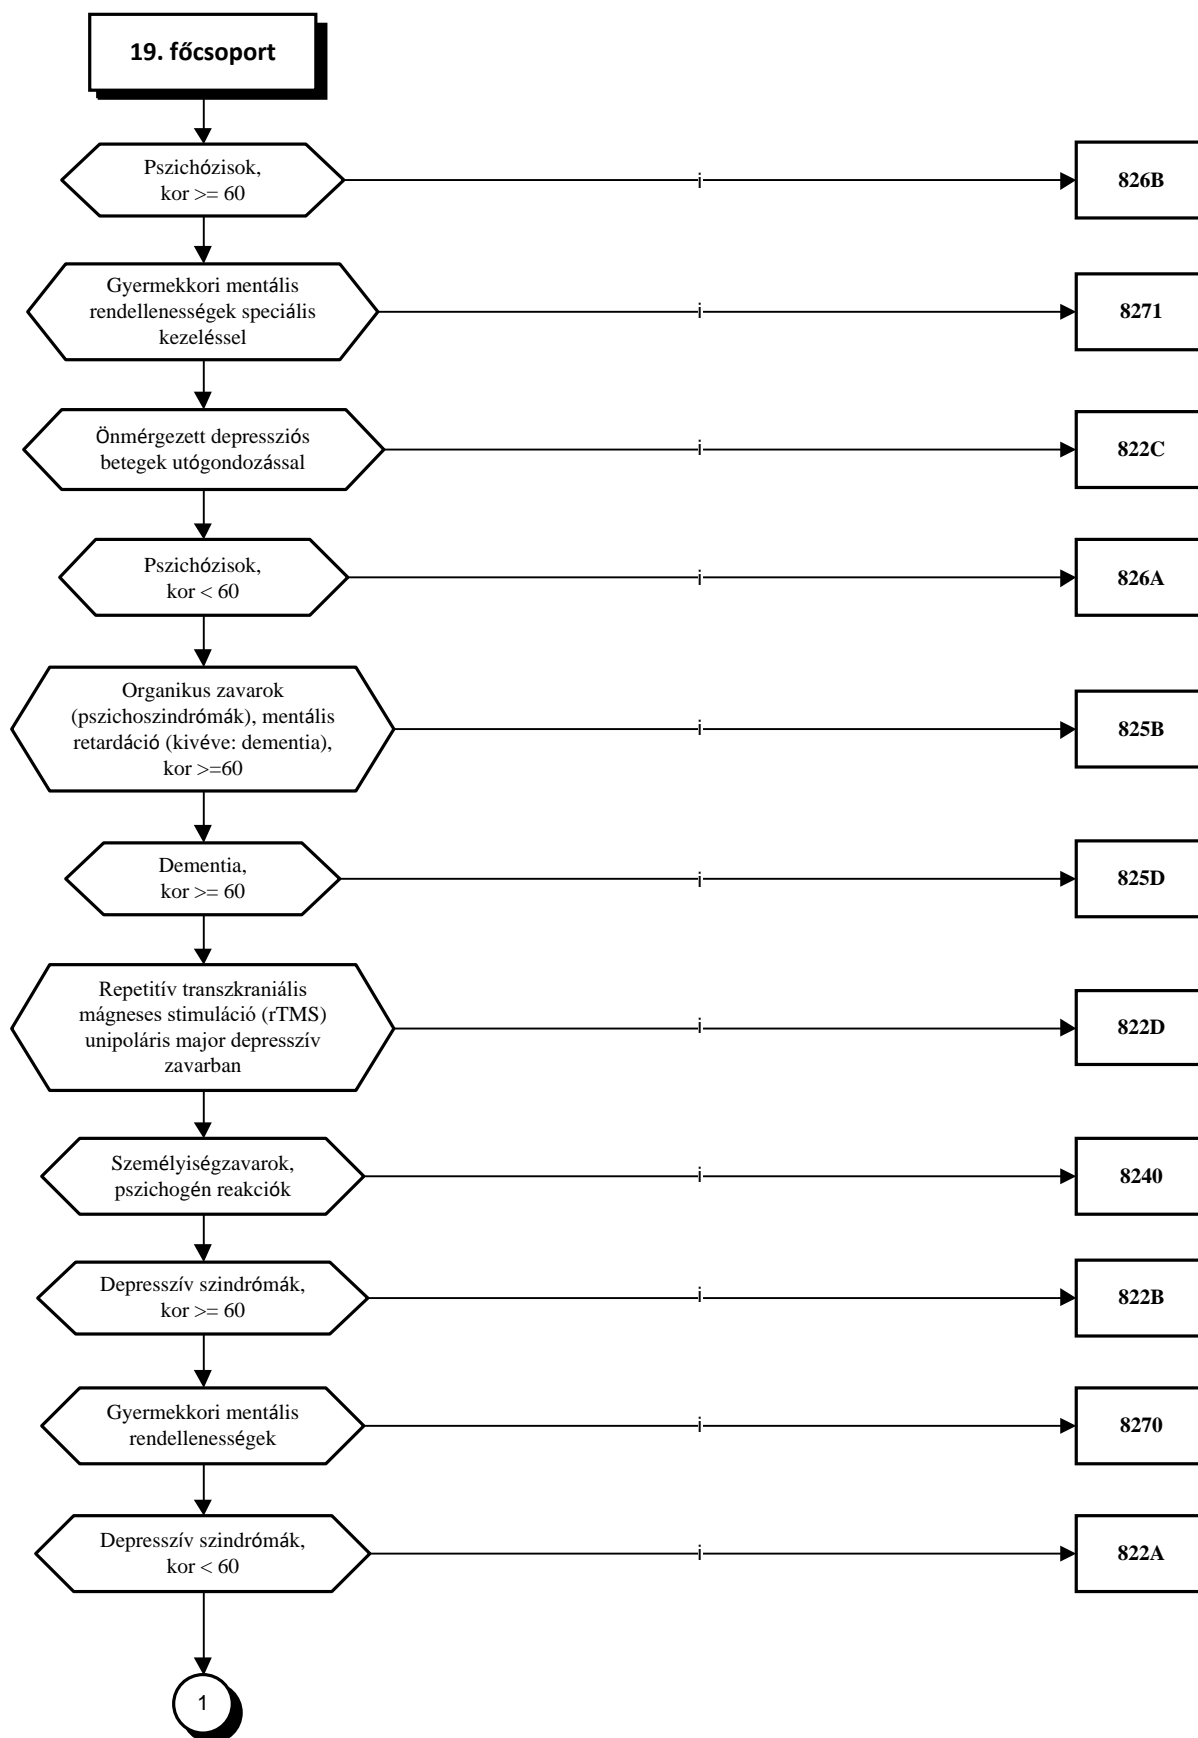 19. főcsoport
Pszichózisok,
kor >= 60
i
826B
Gyermekkori mentális
rendellenességek speciális
kezeléssel
i
8271
Önmérgezett depressziós
betegek utógondozással
i
822C
Pszichózisok,
kor < 60
i
826A
Organikus zavarok
(pszichoszindrómák), mentális
retardáció (kivéve: dementia),
kor >=60
i
825B
Dementia,
kor >= 60
i
825D
Repetitív transzkraniális
mágneses stimuláció (rTMS)
unipoláris major depresszív
zavarban
i
822D
Személyiségzavarok,
pszichogén reakciók
i
8240
Depresszív szindrómák,
kor >= 60
i
822B
Gyermekkori mentális
rendellenességek
i
8270
Depresszív szindrómák,
kor < 60
i
822A
1